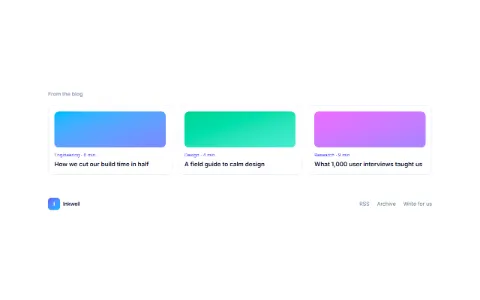 From the blog
Engineering · 6 min
Design · 4 min
Research · 9 min
How we cut our build time in half
A field guide to calm design
What 1,000 user interviews taught us
I
Inkwell
RSS
Archive
Write for us